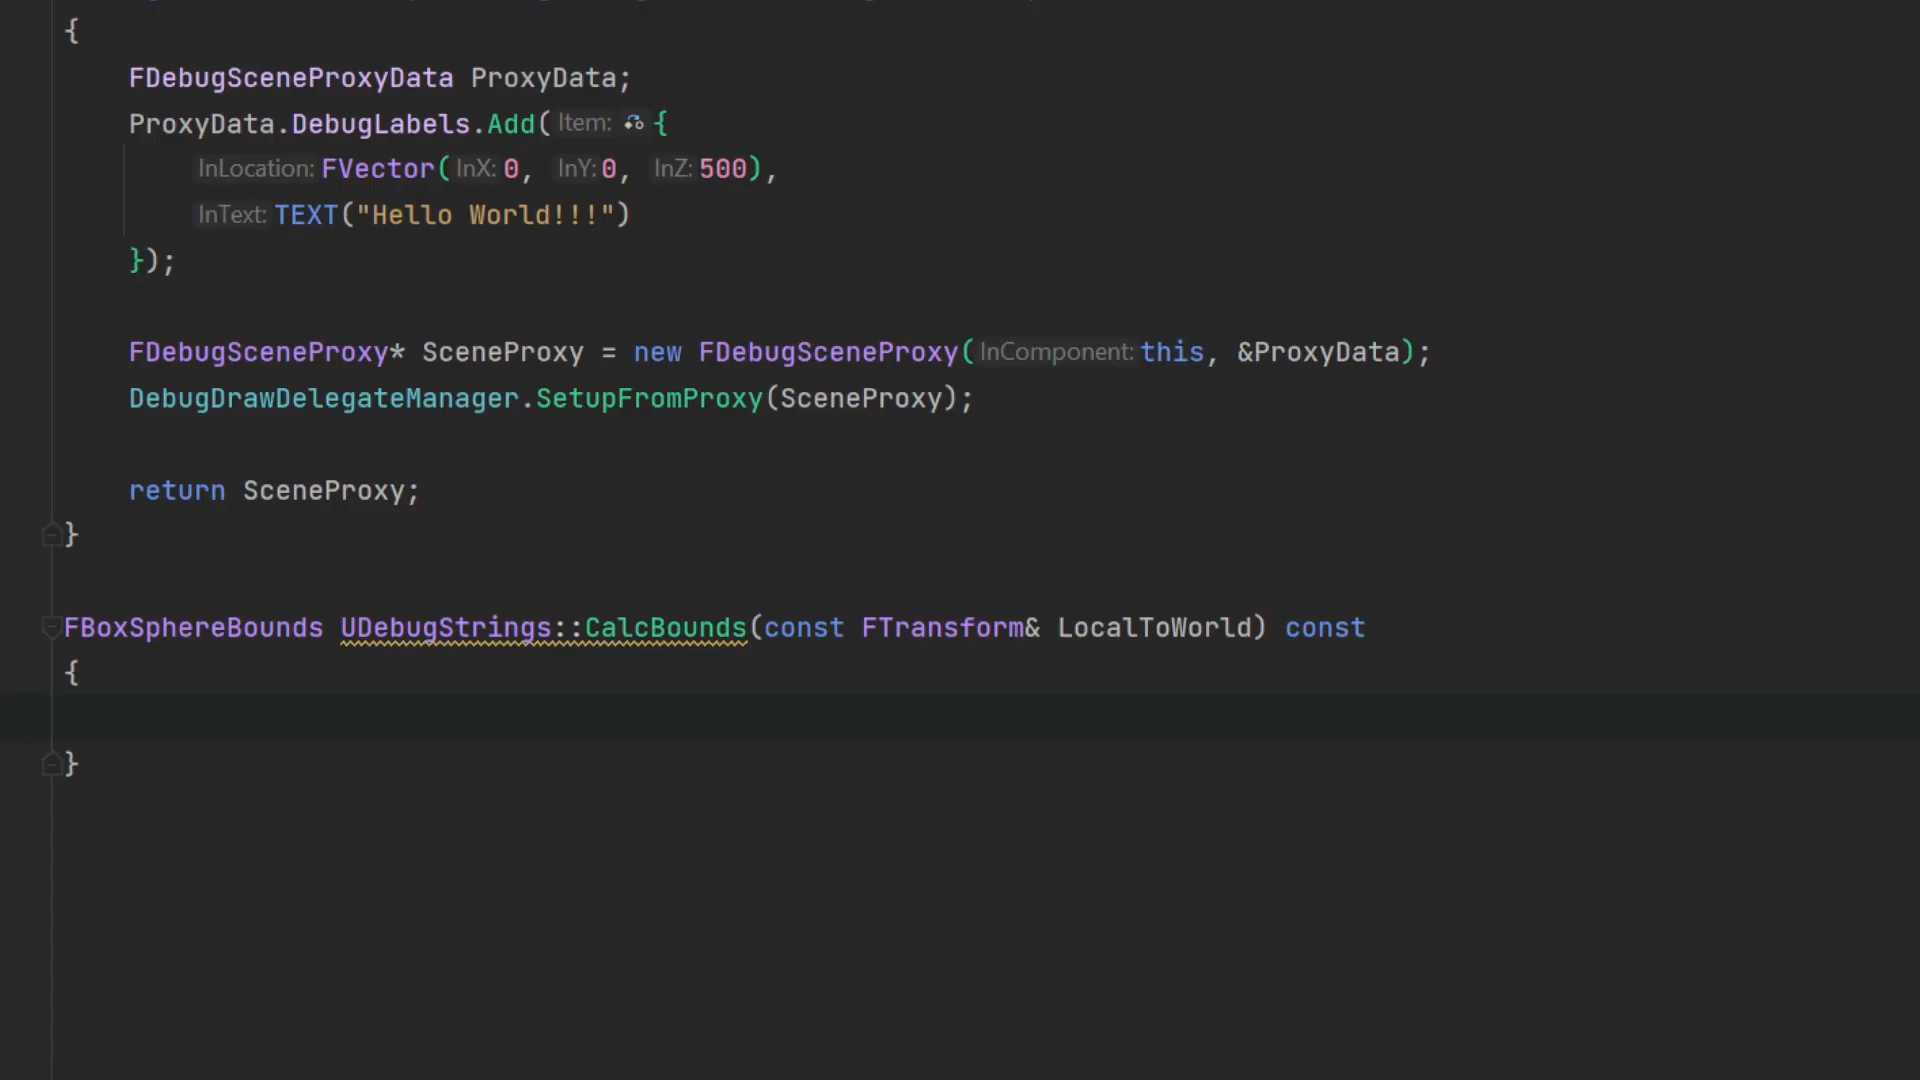 {
FDebugSceneProxyData ProxyData;
ProxyData.DebugLabels.Add(Item: {
InLocation: FVector(InX: 0, InY: 0, InZ: 500),
InText: TEXT("Hello World!!!")
});
FDebugSceneProxy* SceneProxy = new FDebugSceneProxy(InComponent: this, &ProxyData);
DebugDrawDelegateManager.SetupFromProxy(SceneProxy);
return SceneProxy;
}
FBoxSphereBounds UDebugStrings::CalcBounds(const FTransform& LocalToWorld) const
{
}